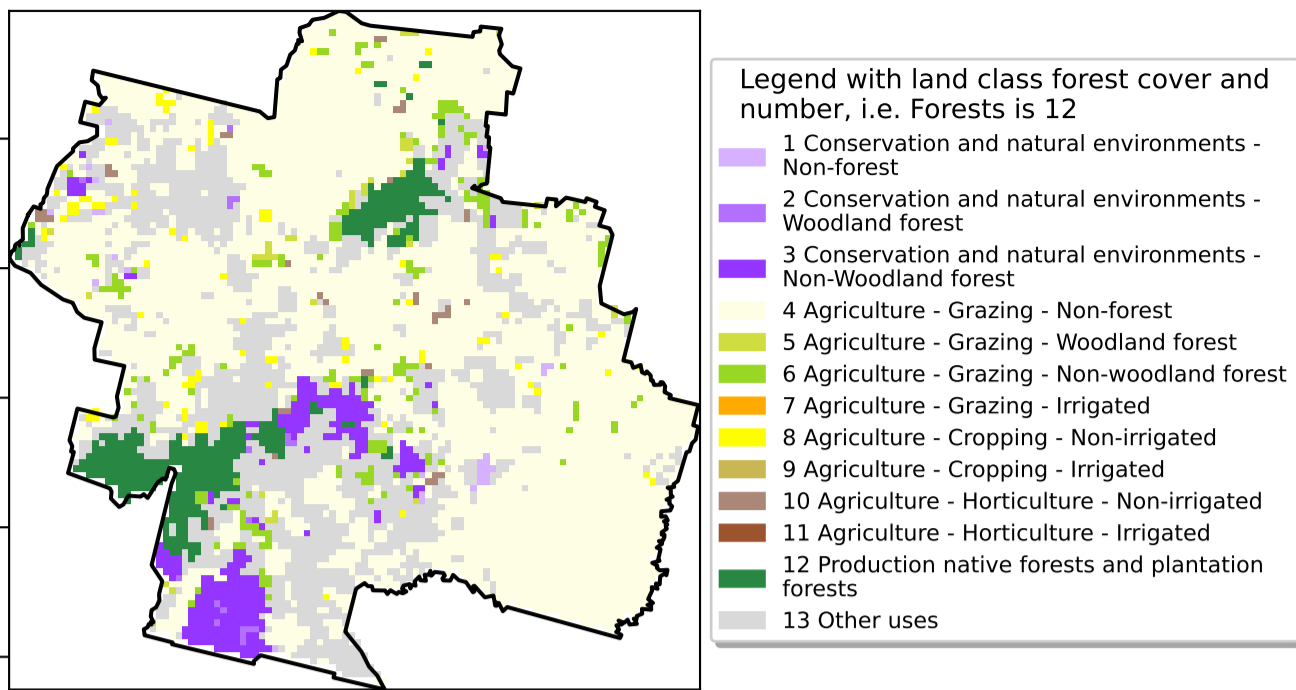 Legend with land class forest cover and
number, i.e. Forests is 12
1 Conservation and natural environments -
Non-forest
2 Conservation and natural environments -
Woodland forest
3 Conservation and natural environments -
Non-Woodland forest
4 Agriculture - Grazing - Non-forest
5 Agriculture - Grazing - Woodland forest
6 Agriculture - Grazing - Non-woodland forest
7 Agriculture - Grazing - Irrigated
8 Agriculture - Cropping - Non-irrigated
9 Agriculture - Cropping - Irrigated
10 Agriculture - Horticulture - Non-irrigated
11 Agriculture - Horticulture - Irrigated
12 Production native forests and plantation
forests
13 Other uses